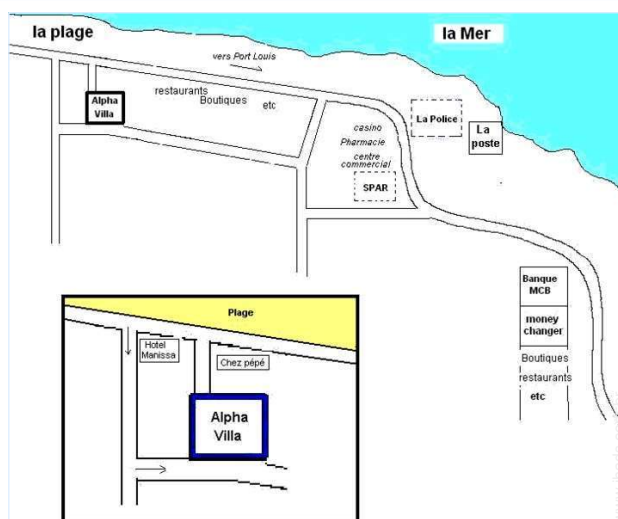 la plage
la Mer
vers Port Louis
Alpha
Villa
restaurants
Boutiques
etc
casino
Pharmacie
centre
commercial
SPAR
La Police
La
poste
Banque
MCB
money
changer
Boutiques
restaurants
etc
Plage
Hotel
Manissa
Chez pépé
Alpha
Villa